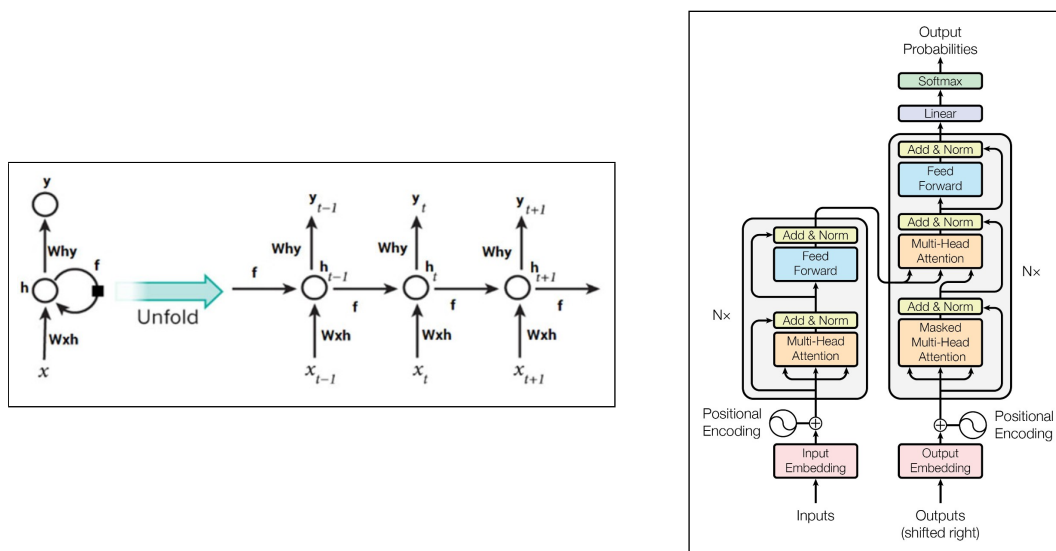 y
Why
f
h
Wxh
x
Unfold
y t-1
y t
y t+1
Why
Why
Why
f
h t-1
h t
h t+1
f
f
f
Wxh
Wxh
Wxh
x t-1
x t
x t+1
Output
Probabilities
Softmax
Linear
Add & Norm
Feed
Forward
Add & Norm
Multi-Head
Attention
Add & Norm
Masked
Multi-Head
Attention
Nx
Add & Norm
Feed
Forward
Add & Norm
Multi-Head
Attention
Nx
Positional
Encoding
Positional
Encoding
Input
Embedding
Output
Embedding
Inputs
Outputs
(shifted right)